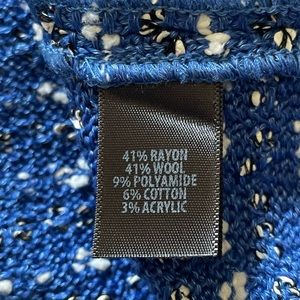 41% RAYON
41% WOOL
9% POLYAMIDE
6% COTTON
3% ACRYLIC